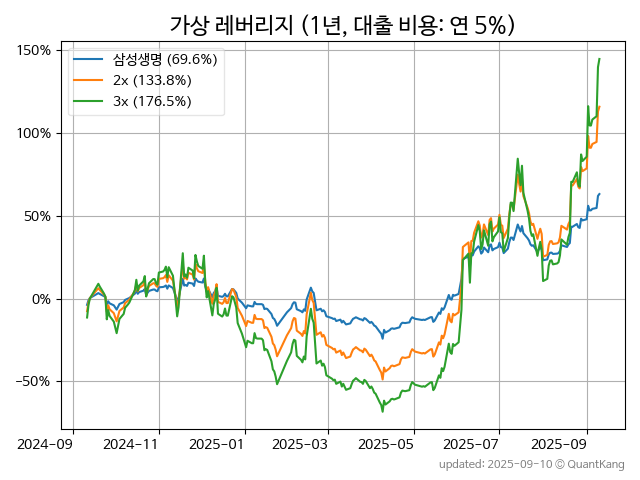 가상 레버리지 (1년, 대출 비용: 연 5%)
150%
100%
50%
0%
−50%
삼성생명 (69.6%)
2x (133.8%)
3x (176.5%)
2024-09
2024-11
2025-01
2025-03
2025-05
2025-07
2025-09
updated: 2025-09-10 © QuantKang